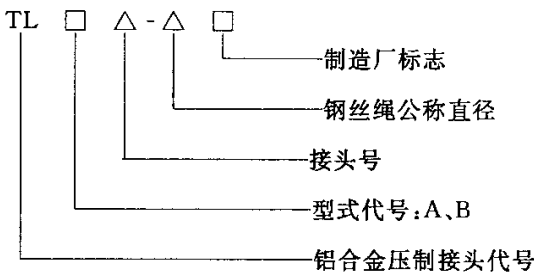 TL □ △ - △ □
制造厂标志
钢丝绳公称直径
接头号
型式代号:A、B
铝合金压制接头代号